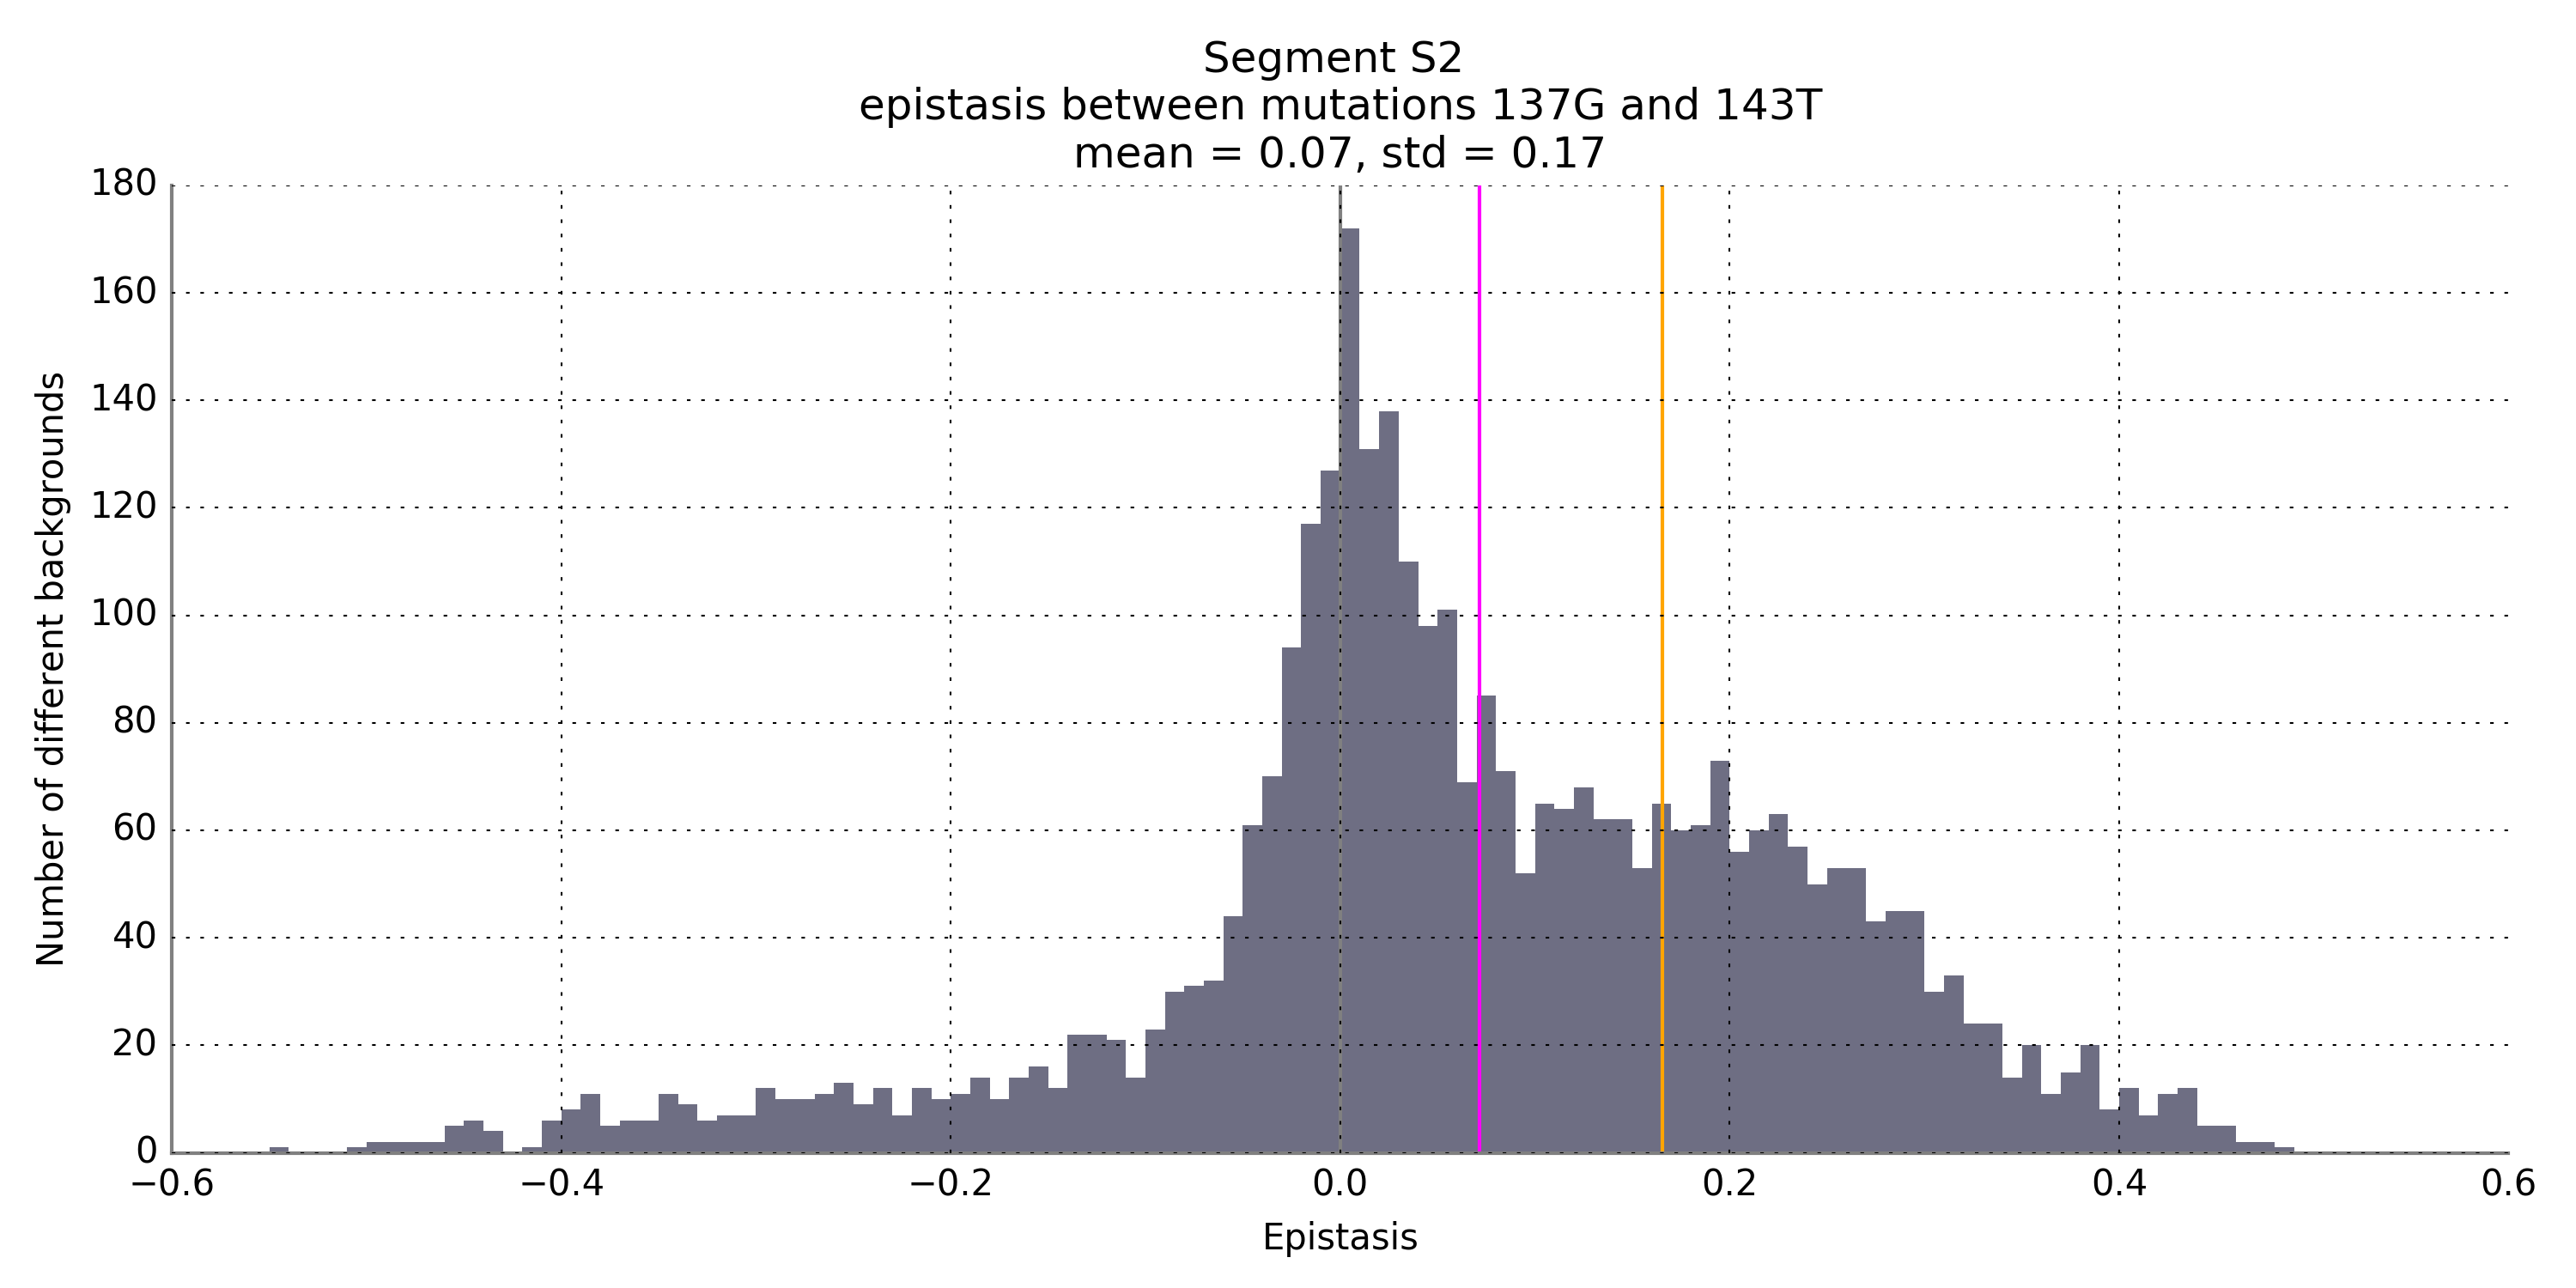 Segment S2
epistasis between mutations 137G and 143T
mean = 0.07, std = 0.17
180
160
140
120
100
80
60
40
20
0
Number of different backgrounds
−0.6 −0.4 −0.2 0.0 0.2 0.4 0.6
Epistasis